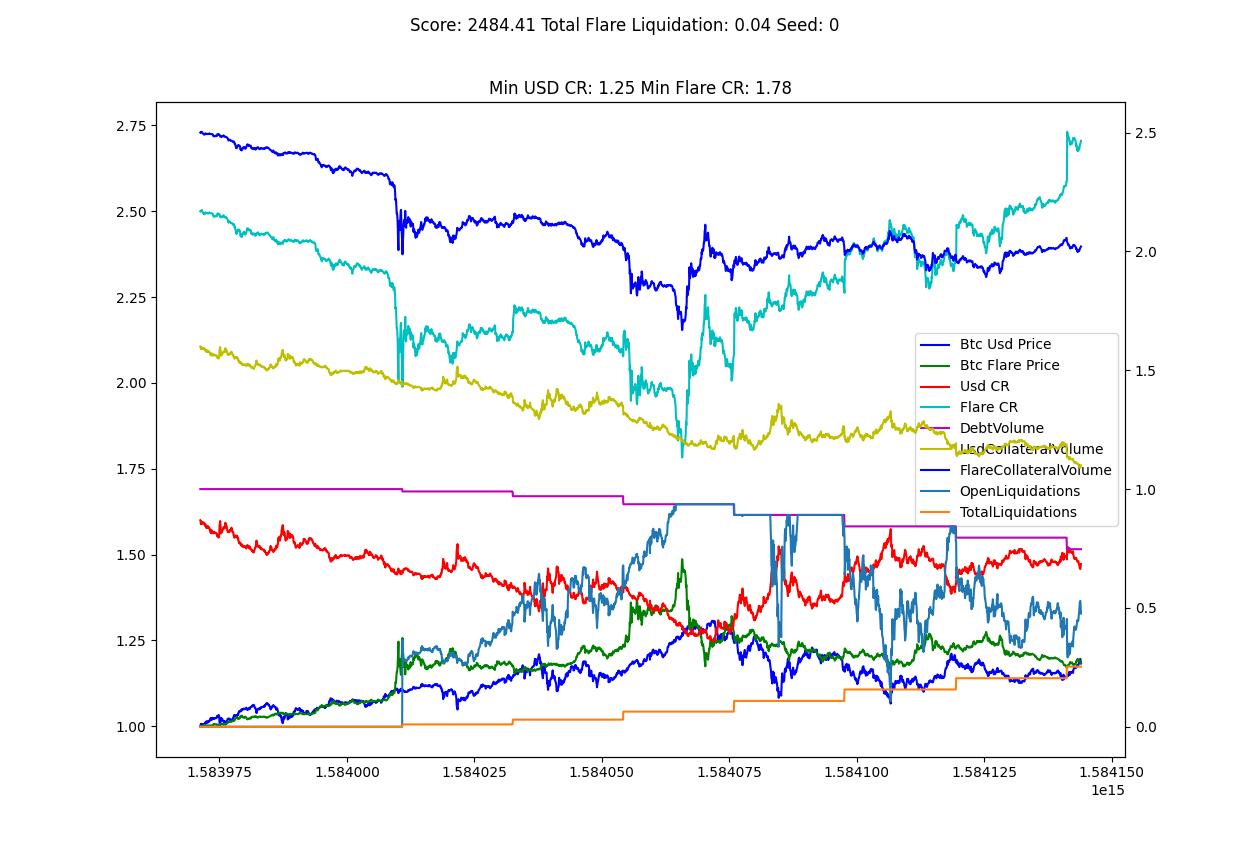 Score: 2484.41 Total Flare Liquidation: 0.04 Seed: 0
Min USD CR: 1.25 Min Flare CR: 1.78
2.75
2.50
2.25
2.00
1.75
1.50
1.25
1.00
2.5
2.0
1.5
1.0
0.5
0.0
Btc Usd Price
Btc Flare Price
Usd CR
Flare CR
DebtVolume
UsdCollateralVolume
FlareCollateralVolume
OpenLiquidations
TotalLiquidations
1.583975
1.584000
1.584025
1.584050
1.584075
1.584100
1.584125
1.584150
1e15